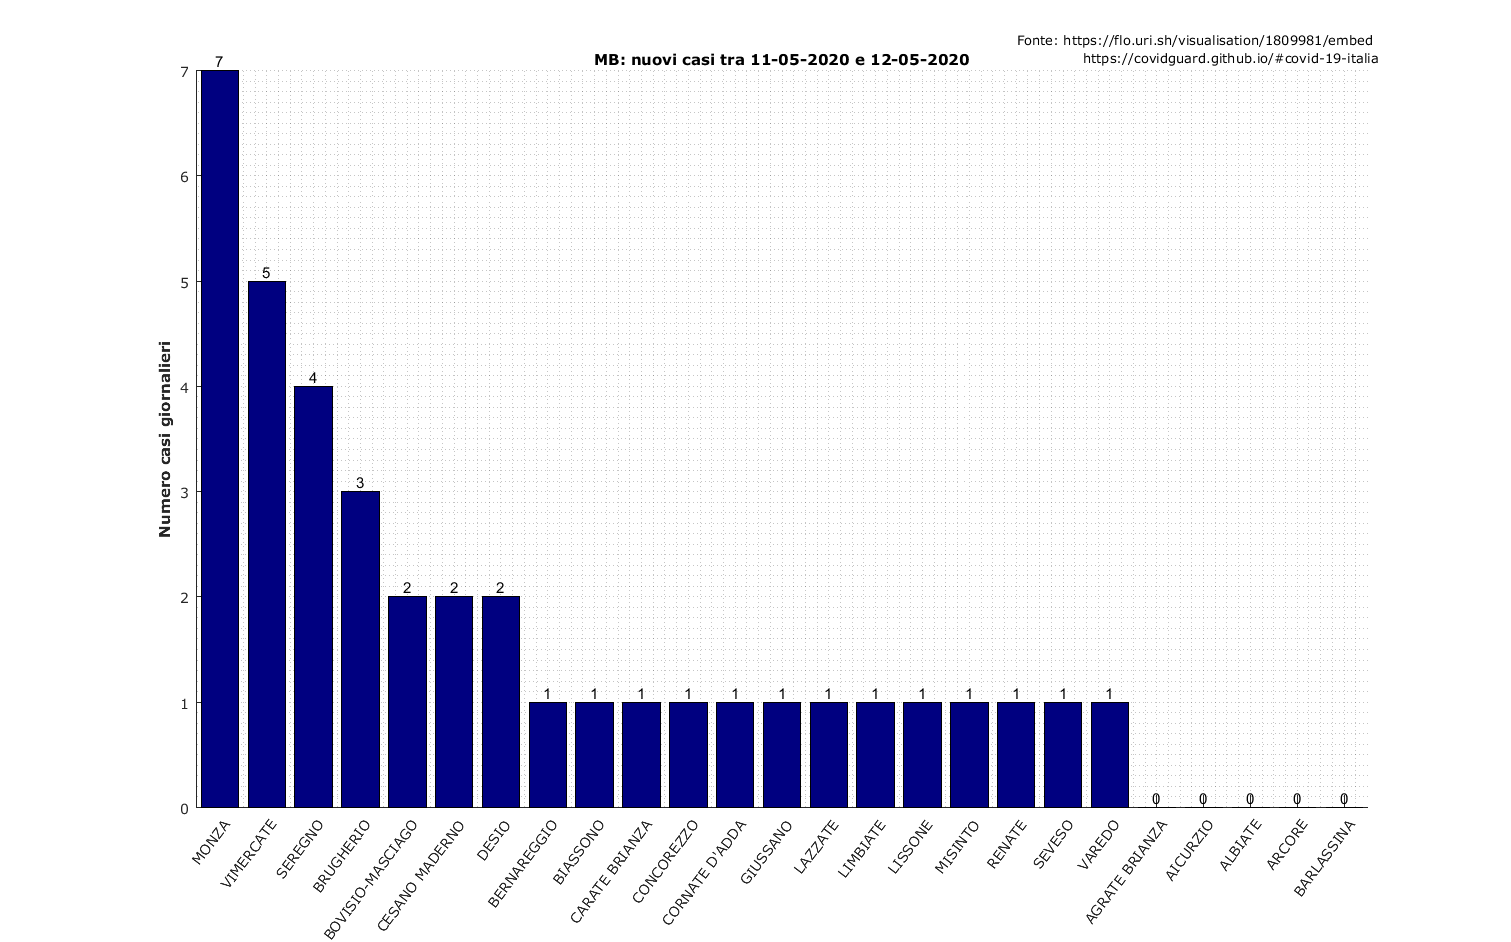 Fonte: https://flo.uri.sh/visualisation/1809981/embed
MB: nuovi casi tra 11-05-2020 e 12-05-2020
https://covidguard.github.io/#covid-19-italia
Numero casi giornalieri
7
6
5
4
3
2
1
0
7
5
4
3
2
2
2
1
1
1
1
1
1
1
1
1
1
1
1
1
0
0
0
0
0
MONZA
VIMERCATE
SEREGNO
BRUGHERIO
BOVISIO-MASCIAGO
CESANO MADERNO
DESIO
BERNAREGGIO
BIASSONO
CARATE BRIANZA
CONCOREZZO
CORNATE D'ADDA
GIUSSANO
LAZZATE
LIMBIATE
LISSONE
MISINTO
RENATE
SEVESO
VAREDO
AGRATE BRIANZA
AICURZIO
ALBIATE
ARCORE
BARLASSINA